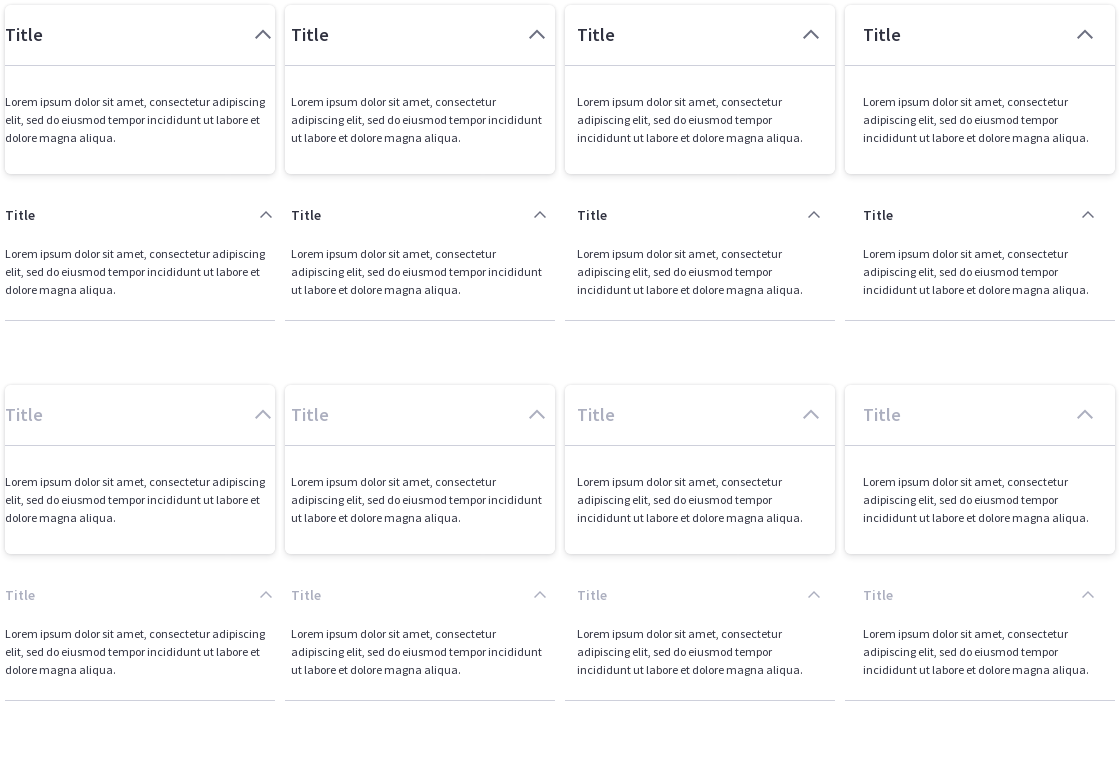 Title
Lorem ipsum dolor sit amet, consectetur adipiscing
elit, sed do eiusmod tempor incididunt ut labore et
dolore magna aliqua.
Title
Lorem ipsum dolor sit amet, consectetur
adipiscing elit, sed do eiusmod tempor incididunt
ut labore et dolore magna aliqua.
Title
Lorem ipsum dolor sit amet, consectetur
adipiscing elit, sed do eiusmod tempor
incididunt ut labore et dolore magna aliqua.
Title
Lorem ipsum dolor sit amet, consectetur
adipiscing elit, sed do eiusmod tempor
incididunt ut labore et dolore magna aliqua.
Title
Lorem ipsum dolor sit amet, consectetur adipiscing
elit, sed do eiusmod tempor incididunt ut labore et
dolore magna aliqua.
Title
Lorem ipsum dolor sit amet, consectetur
adipiscing elit, sed do eiusmod tempor incididunt
ut labore et dolore magna aliqua.
Title
Lorem ipsum dolor sit amet, consectetur
adipiscing elit, sed do eiusmod tempor
incididunt ut labore et dolore magna aliqua.
Title
Lorem ipsum dolor sit amet, consectetur
adipiscing elit, sed do eiusmod tempor
incididunt ut labore et dolore magna aliqua.
Title
Lorem ipsum dolor sit amet, consectetur adipiscing
elit, sed do eiusmod tempor incididunt ut labore et
dolore magna aliqua.
Title
Lorem ipsum dolor sit amet, consectetur
adipiscing elit, sed do eiusmod tempor incididunt
ut labore et dolore magna aliqua.
Title
Lorem ipsum dolor sit amet, consectetur
adipiscing elit, sed do eiusmod tempor
incididunt ut labore et dolore magna aliqua.
Title
Lorem ipsum dolor sit amet, consectetur
adipiscing elit, sed do eiusmod tempor
incididunt ut labore et dolore magna aliqua.
Title
Lorem ipsum dolor sit amet, consectetur adipiscing
elit, sed do eiusmod tempor incididunt ut labore et
dolore magna aliqua.
Title
Lorem ipsum dolor sit amet, consectetur
adipiscing elit, sed do eiusmod tempor incididunt
ut labore et dolore magna aliqua.
Title
Lorem ipsum dolor sit amet, consectetur
adipiscing elit, sed do eiusmod tempor
incididunt ut labore et dolore magna aliqua.
Title
Lorem ipsum dolor sit amet, consectetur
adipiscing elit, sed do eiusmod tempor
incididunt ut labore et dolore magna aliqua.